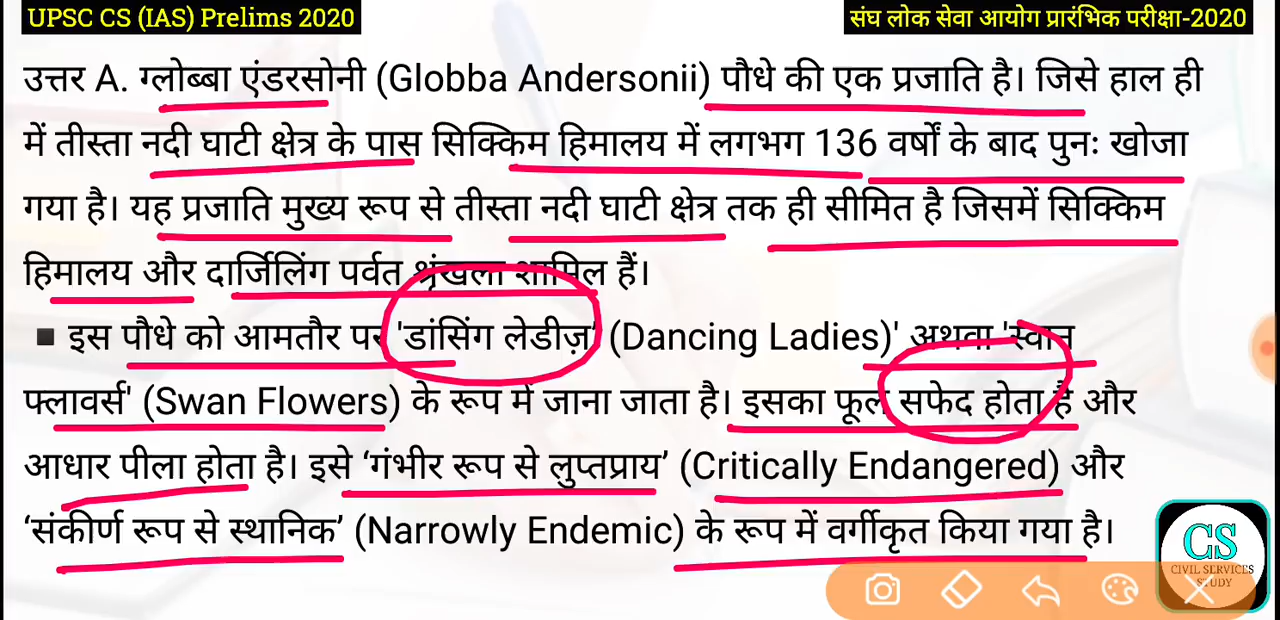 UPSC CS (IAS) Prelims 2020
संघ लोक सेवा आयोग प्रारंभिक परीक्षा-2020
उत्तर A. ग्लोब्बा एंडरसोनी (Globba Andersonii) पौधे की एक प्रजाति है। जिसे हाल ही
में तीस्ता नदी घाटी क्षेत्र के पास सिक्किम हिमालय में लगभग 136 वर्षों के बाद पुनः खोजा
गया है। यह प्रजाति मुख्य रूप से तीस्ता नदी घाटी क्षेत्र तक ही सीमित है जिसमें सिक्किम
हिमालय और दार्जिलिंग पर्वत श्रृंखला शामिल हैं।
▪ इस पौधे को आमतौर पर 'डांसिंग लेडीज़' (Dancing Ladies)' अथवा 'स्वान
फ्लावर्स' (Swan Flowers) के रूप में जाना जाता है। इसका फूल सफेद होता है और
आधार पीला होता है। इसे ‘गंभीर रूप से लुप्तप्राय’ (Critically Endangered) और
‘संकीर्ण रूप से स्थानिक’ (Narrowly Endemic) के रूप में वर्गीकृत किया गया है।
CS
CIVIL SERVICES
STUDY